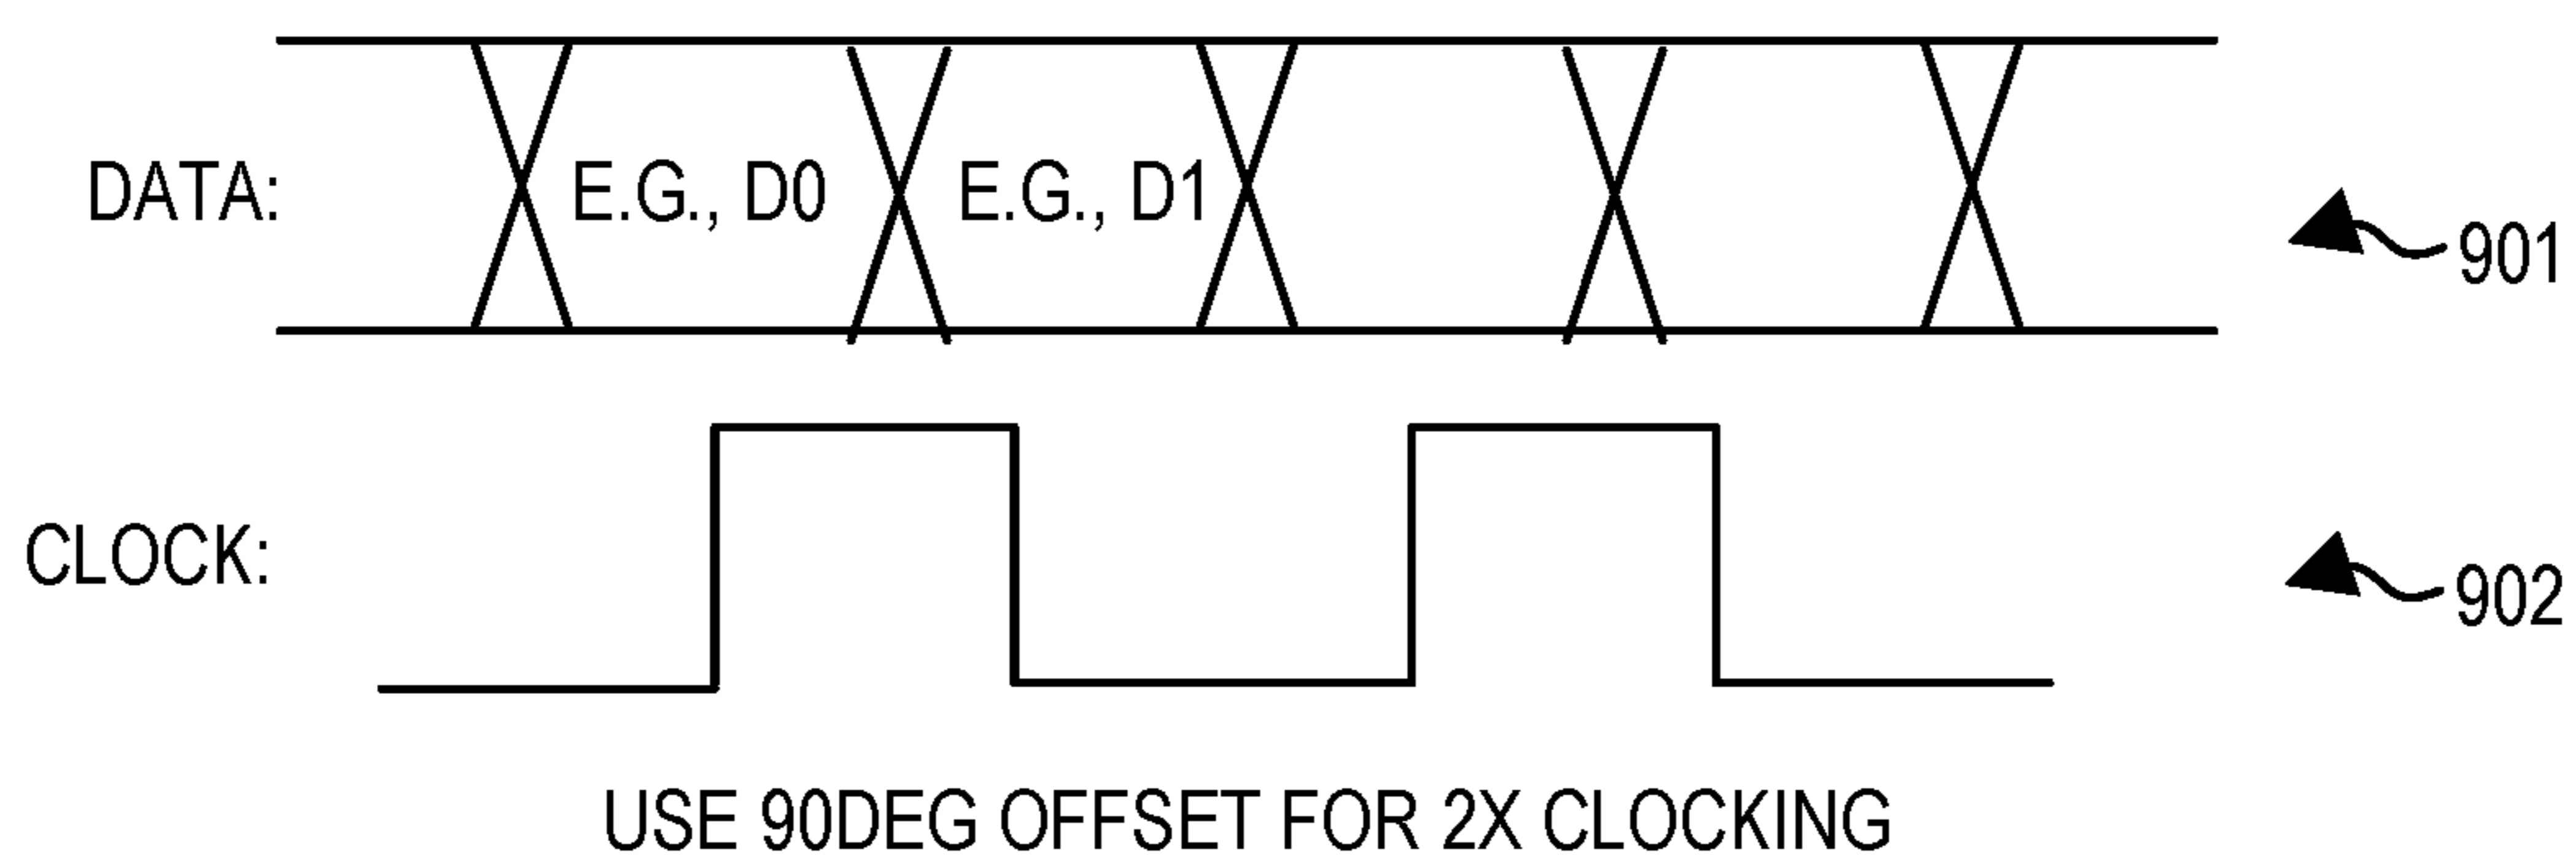 DATA: E.G., D0 E.G., D1 901
CLOCK: 902
USE 90DEG OFFSET FOR 2X CLOCKING